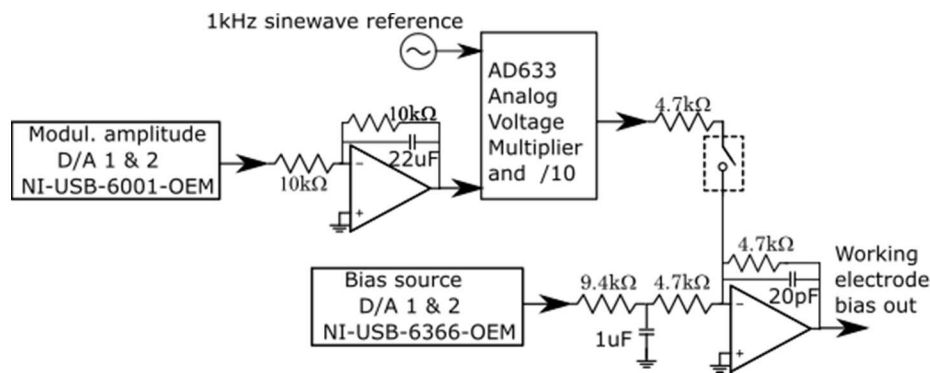 1kHz sinewave reference
AD633
Analog
Voltage
Multiplier
and /10
4.7kΩ
10kΩ
Modul. amplitude
D/A 1 & 2
NI-USB-6001-OEM
22uF
10kΩ
−
+
4.7kΩ
Working
electrode
bias out
Bias source
D/A 1 & 2
NI-USB-6366-OEM
9.4kΩ
4.7kΩ
20pF
1uF
−
+